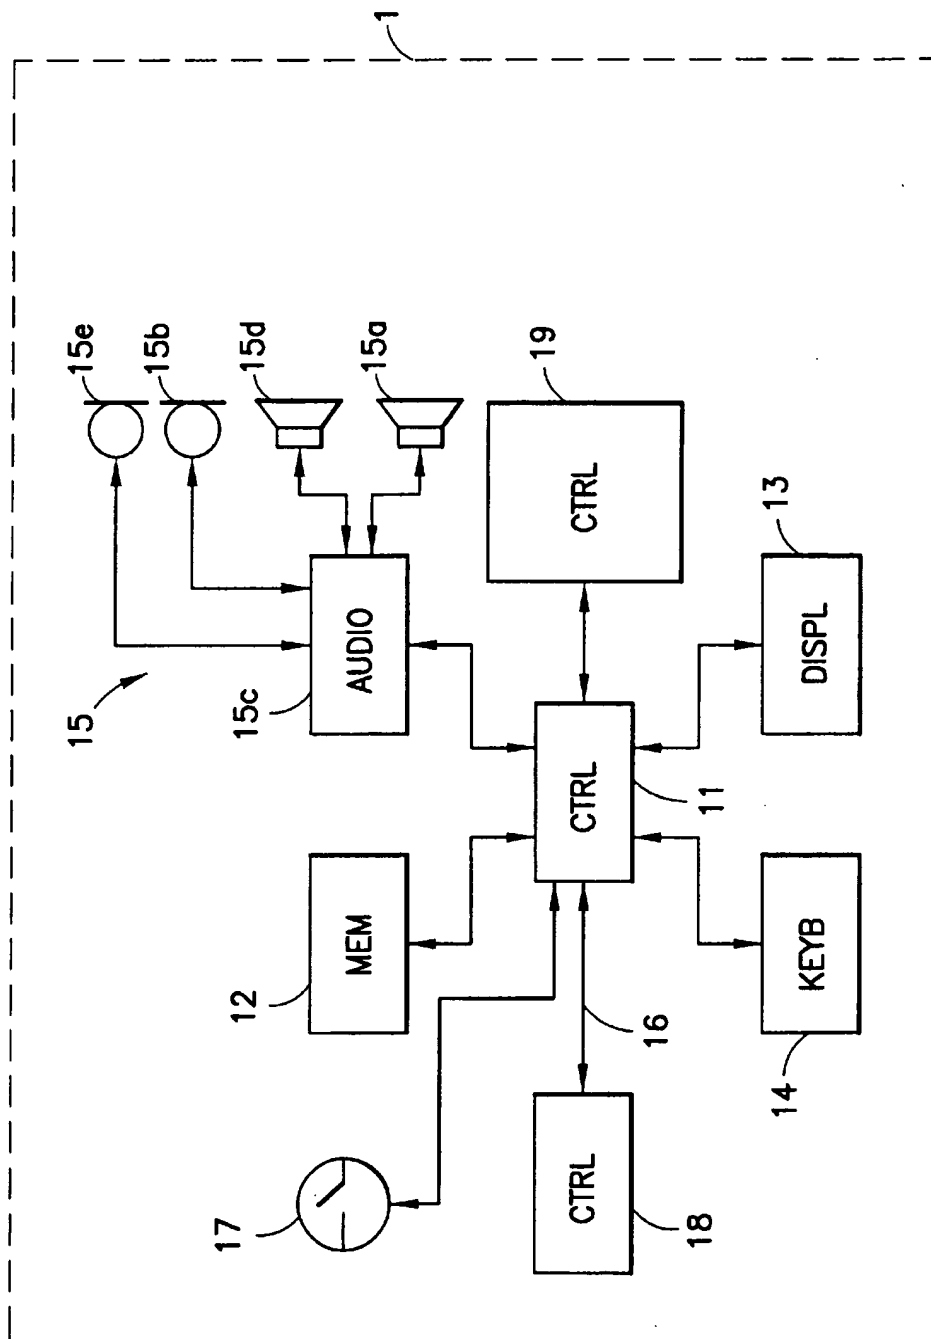 1
15e
15b
15d
15a
15
15c
AUDIO
19
CTRL
13
DISPL
CTRL
11
12
MEM
16
KEYB
14
17
CTRL
18